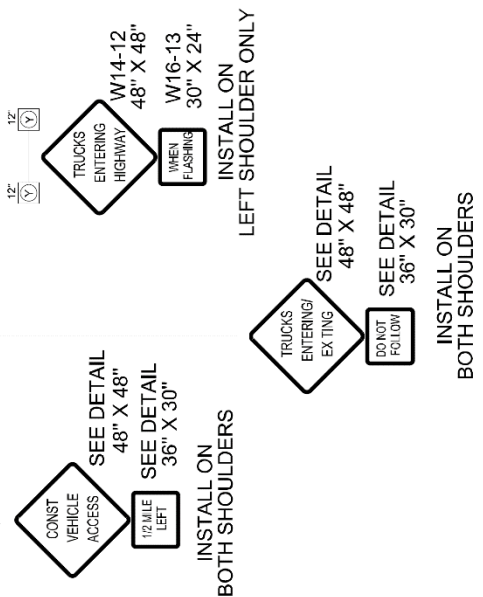 12"
12"
Y
Y
TRUCKS
ENTERING
HIGHWAY
W14-12
48" X 48"
WHEN
FLASHING
W16-13
30" X 24"
INSTALL ON
LEFT SHOULDER ONLY
TRUCKS
ENTERING/
EXITING
SEE DETAIL
48" X 48"
DO NOT
FOLLOW
SEE DETAIL
36" X 30"
INSTALL ON
BOTH SHOULDERS
CONST
VEHICLE
ACCESS
SEE DETAIL
48" X 48"
1/2 MILE
LEFT
SEE DETAIL
36" X 30"
INSTALL ON
BOTH SHOULDERS